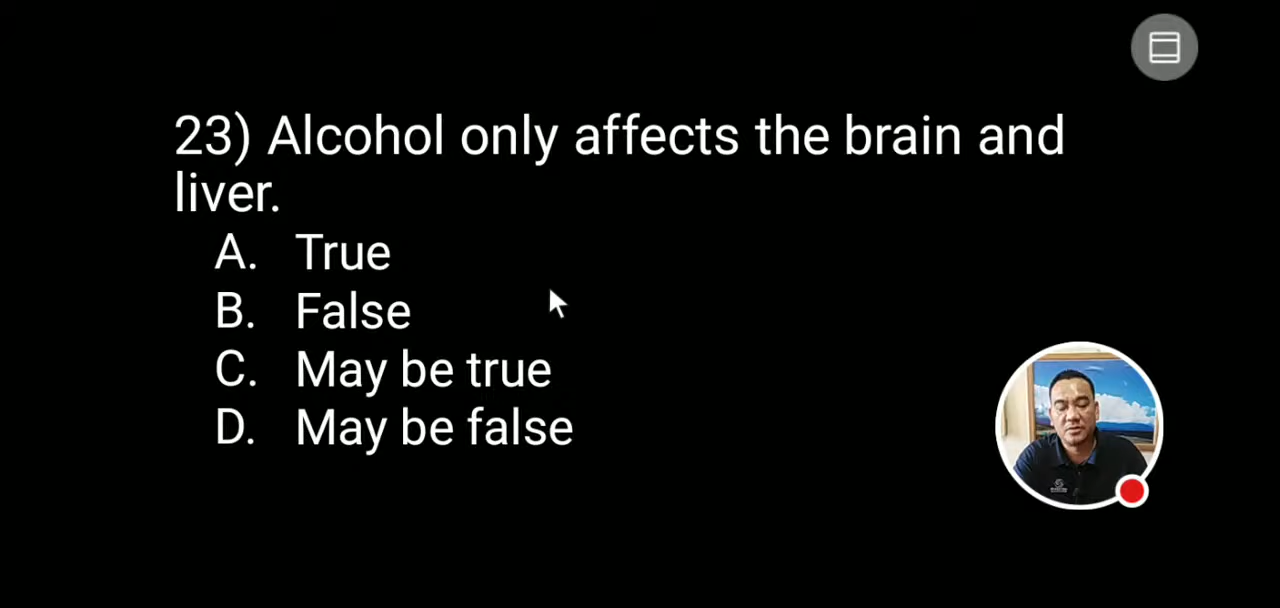 23) Alcohol only affects the brain and
liver.
A. True
B. False
C. May be true
D. May be false